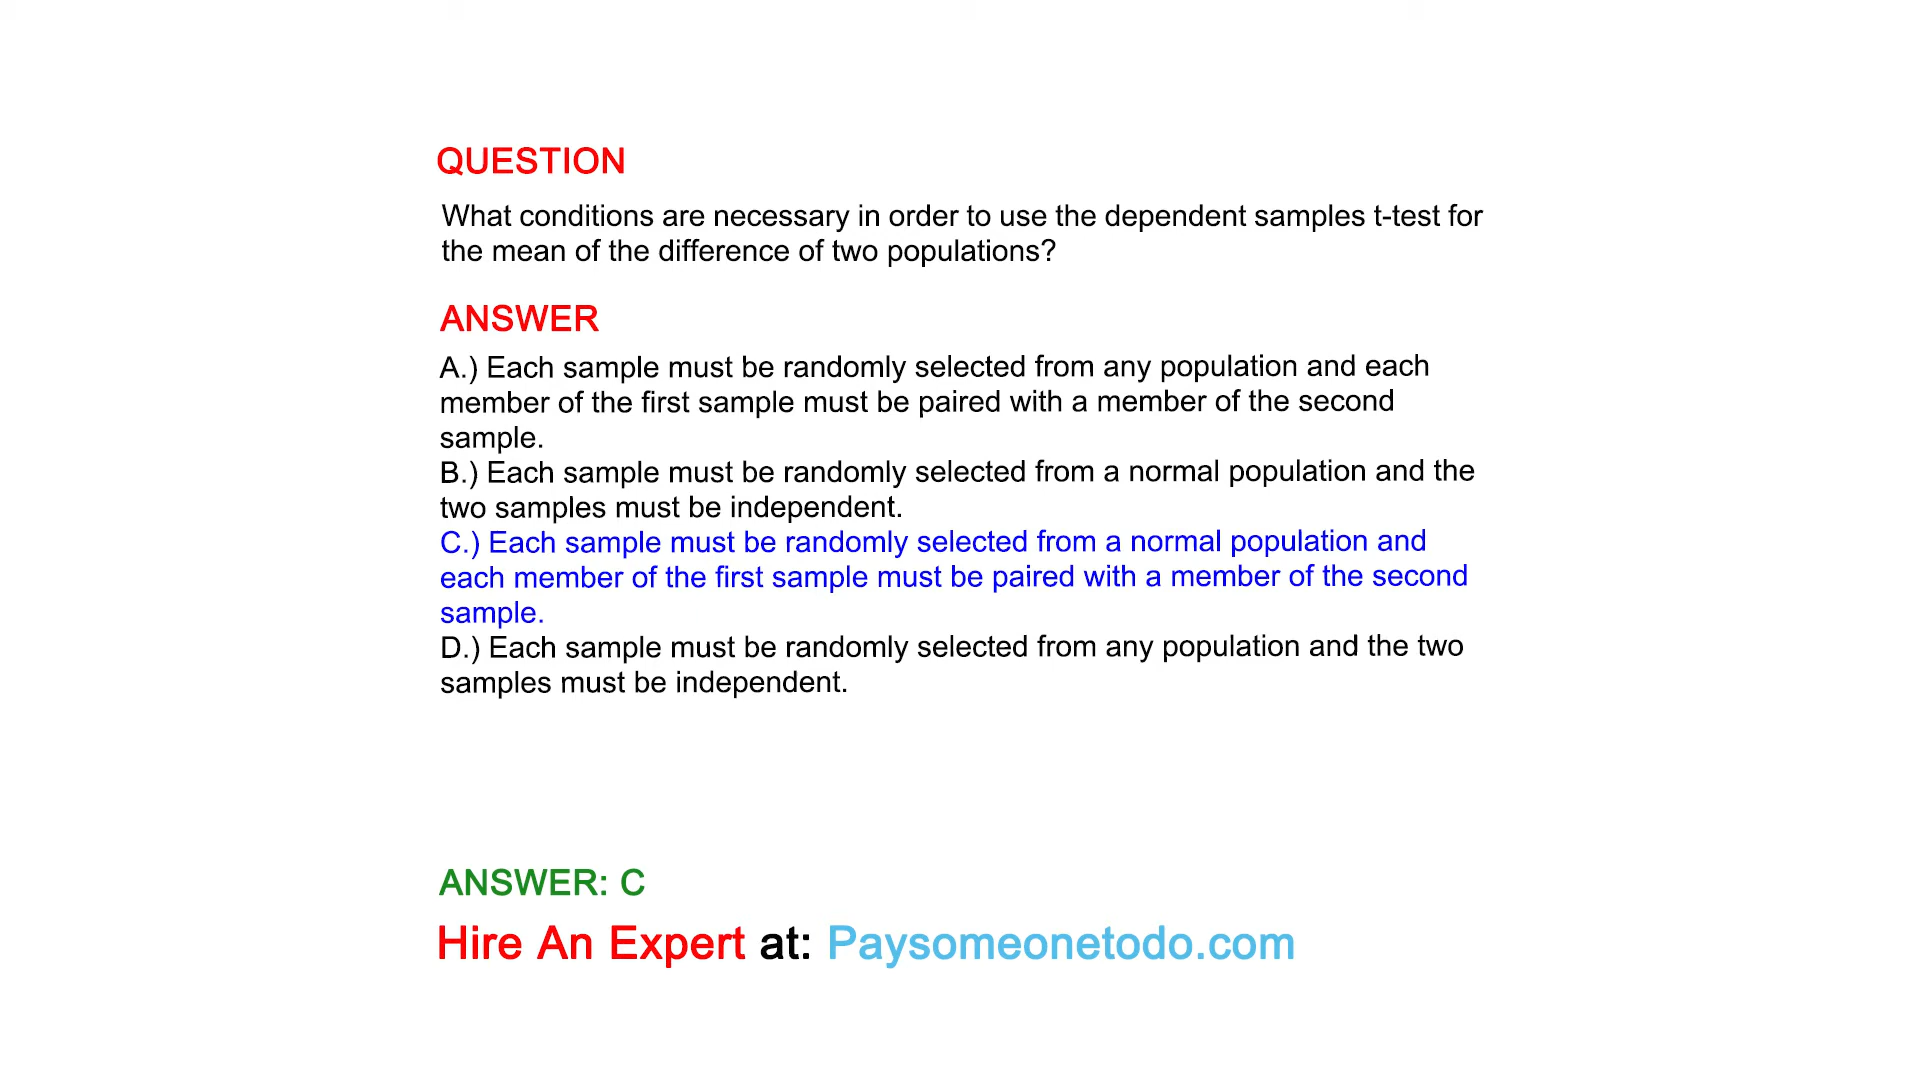 QUESTION
What conditions are necessary in order to use the dependent samples t-test for
the mean of the difference of two populations?
ANSWER
A.) Each sample must be randomly selected from any population and each
member of the first sample must be paired with a member of the second
sample.
B.) Each sample must be randomly selected from a normal population and the
two samples must be independent.
C.) Each sample must be randomly selected from a normal population and
each member of the first sample must be paired with a member of the second
sample.
D.) Each sample must be randomly selected from any population and the two
samples must be independent.
ANSWER: C
Hire An Expert at: Paysomeonetodo.com